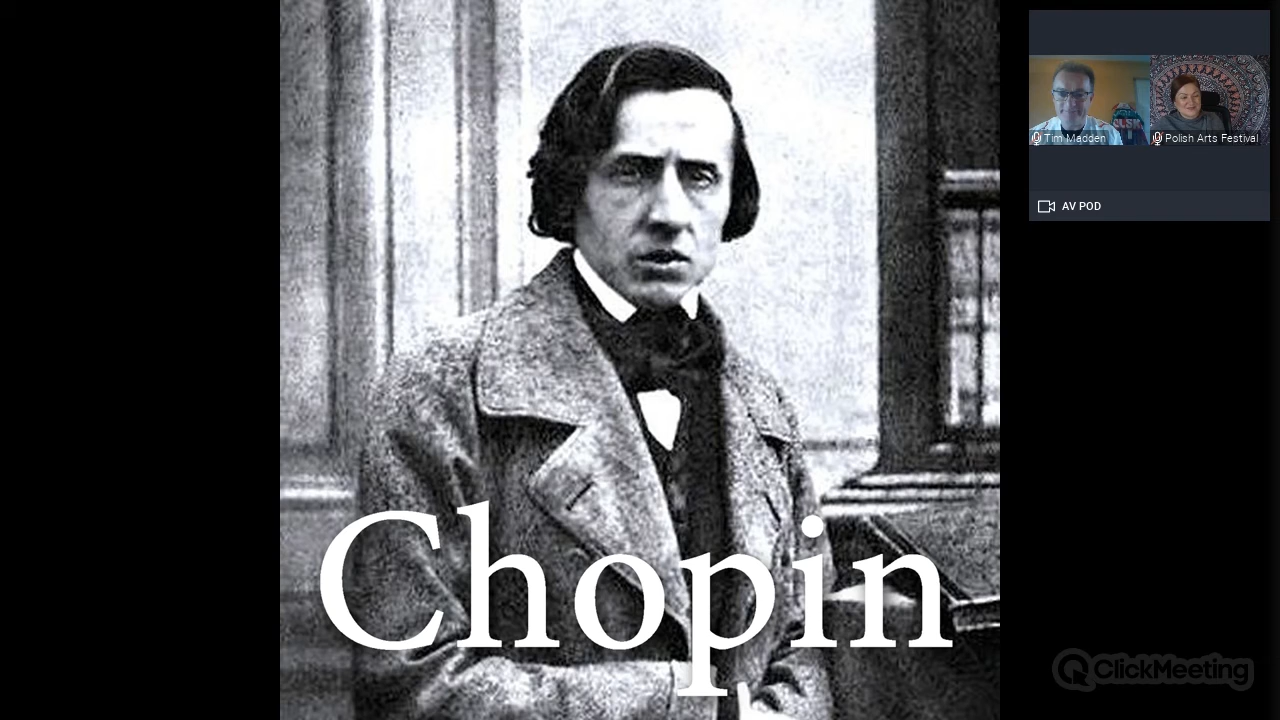 Chopin
Tim Madden
Polish Arts Festival
AV POD
ClickMeeting